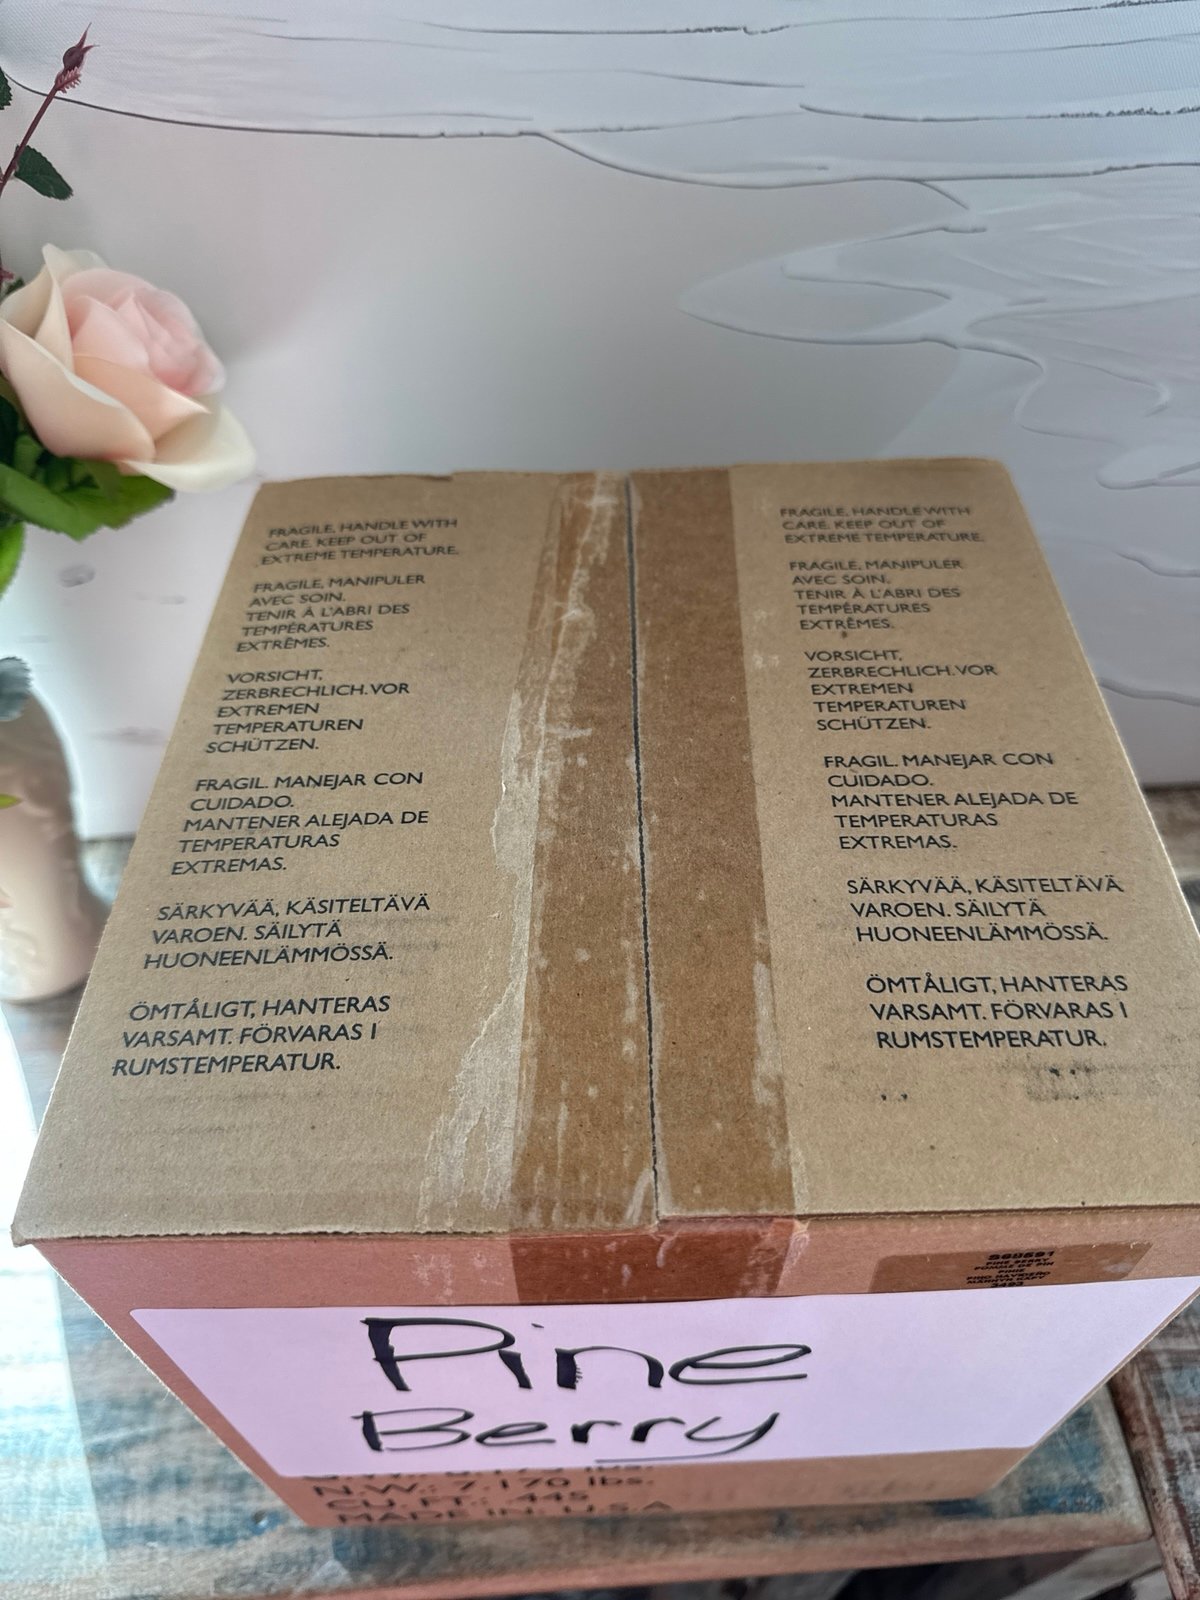 FRAGILE, HANDLE WITH
CARE. KEEP OUT OF
EXTREME TEMPERATURE.
FRAGILE, MANIPULER
AVEC SOIN.
TENIR À L'ABRI DES
TEMPÉRATURES
EXTRÊMES.
VORSICHT,
ZERBRECHLICH. VOR
EXTREMEN
TEMPERATUREN
SCHÜTZEN.
FRAGIL. MANEJAR CON
CUIDADO.
MANTENER ALEJADA DE
TEMPERATURAS
EXTREMAS.
SÄRKYVÄÄ, KÄSITELTÄVÄ
VAROEN. SÄILYTÄ
HUONEENLÄMMÖSSÄ.
ÖMTÅLIGT, HANTERAS
VARSAMT. FÖRVARAS I
RUMSTEMPERATUR.
FRAGILE, HANDLE WITH
CARE. KEEP OUT OF
EXTREME TEMPERATURE.
FRAGILE, MANIPULER
AVEC SOIN.
TENIR À L'ABRI DES
TEMPÉRATURES
EXTRÊMES.
VORSICHT,
ZERBRECHLICH. VOR
EXTREMEN
TEMPERATUREN
SCHÜTZEN.
FRAGIL. MANEJAR CON
CUIDADO.
MANTENER ALEJADA DE
TEMPERATURAS
EXTREMAS.
SÄRKYVÄÄ, KÄSITELTÄVÄ
VAROEN. SÄILYTÄ
HUONEENLÄMMÖSSÄ.
ÖMTÅLIGT, HANTERAS
VARSAMT. FÖRVARAS I
RUMSTEMPERATUR.
PINE BERRY
POMME DE PIN
Pine
Berry
N.W.: 7.170 lbs.
CU. FT.: .445
MADE IN: U.S.A